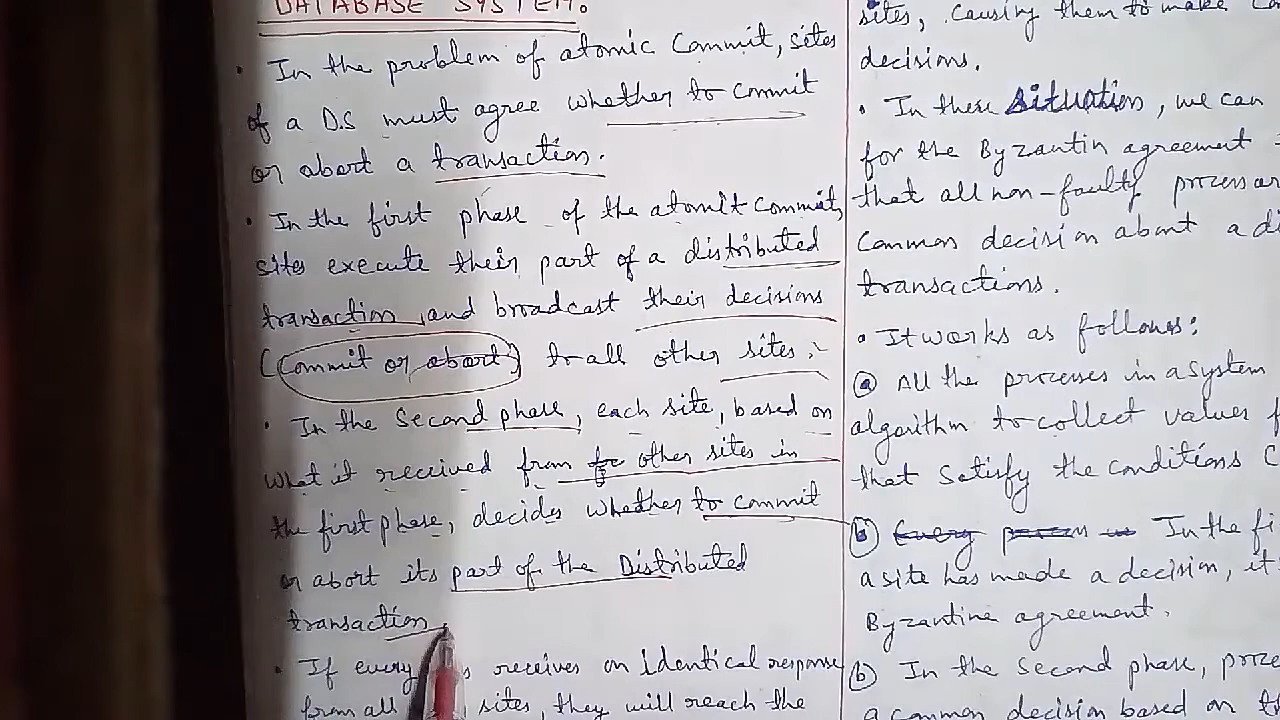 DATABASE SYSTEM.
• In the problem of atomic Commit, sites
of a D.S must agree whether to commit
or abort a transaction.
• In the first phase of the atomic commit,
sites execute their part of a distributed
transaction, and broadcast their decisions
(Commit or abort) to all other sites.
• In the Second phase, each site, based on
what it received from other sites in
the first phase, decides whether to commit
or abort its part of the Distributed
transaction.
• If every receives an identical response
from all sites, they will reach the
sites, causing them to make
decisions.
• In these situation, we can
for the Byzantin agreement
that all non-faulty
Common decision about a
transactions.
• It works as follows:
(a) All the processes in a system
algorithm to collect values
that satisfy the conditions
(b) In the
a site has made a decision, it
Byzantine agreement.
(b) In the second phase,
a common decision based on